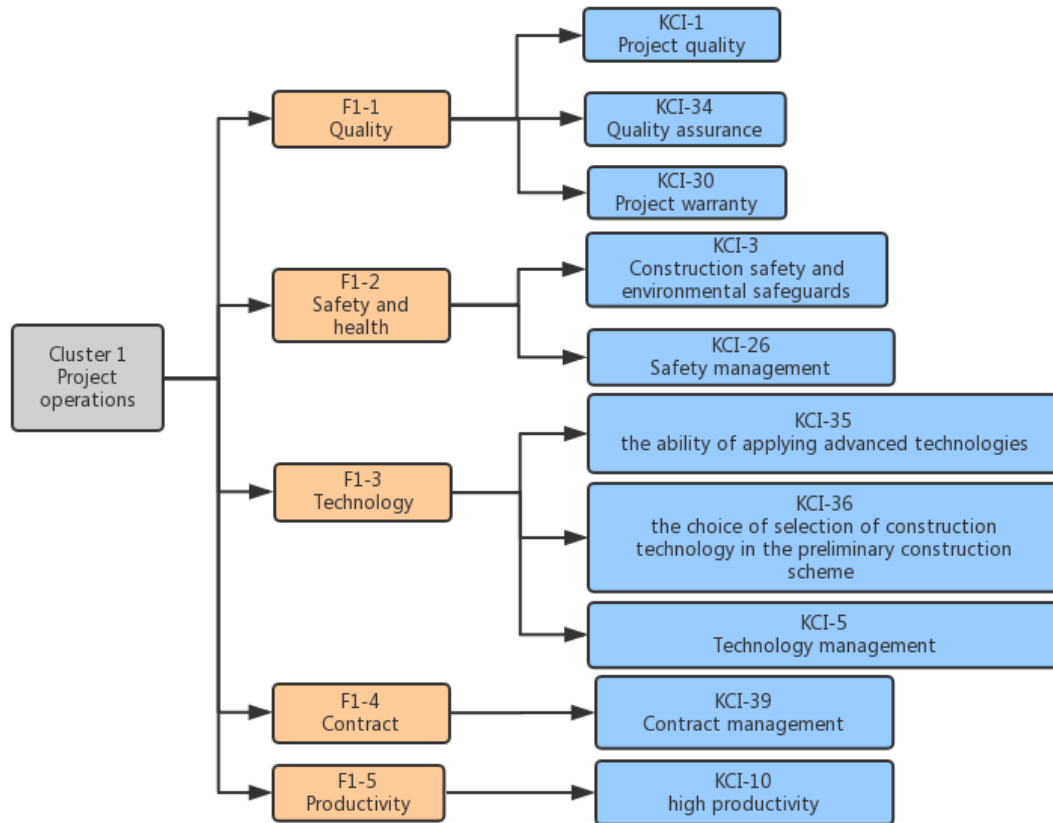 Cluster 1
Project
operations
F1-1
Quality
KCI-1
Project quality
KCI-34
Quality assurance
KCI-30
Project warranty
F1-2
Safety and
health
KCI-3
Construction safety and
environmental safeguards
KCI-26
Safety management
F1-3
Technology
KCI-35
the ability of applying advanced technologies
KCI-36
the choice of selection of construction
technology in the preliminary construction
scheme
KCI-5
Technology management
F1-4
Contract
KCI-39
Contract management
F1-5
Productivity
KCI-10
high productivity